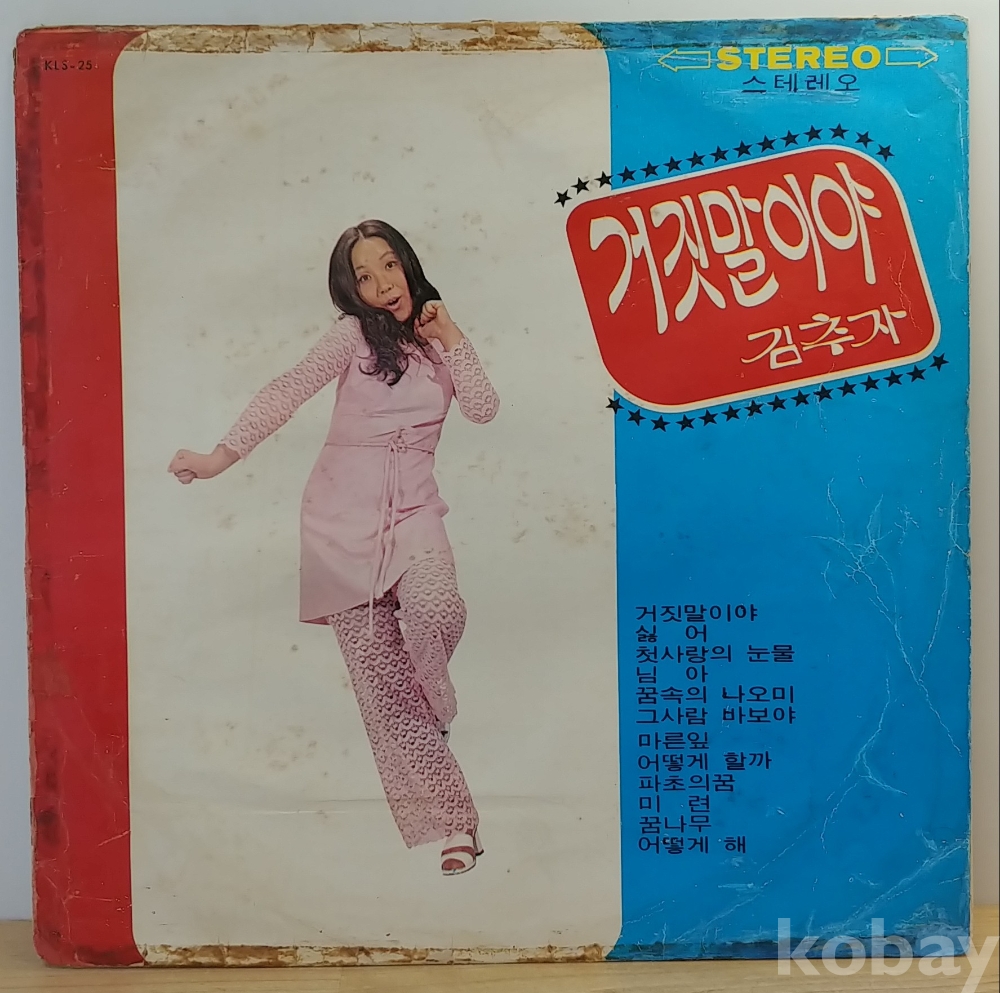 KLS-25
STEREO
스테레오
거짓말이야
김추자
거짓말이야
싫 어
첫사랑의 눈물
님 아
꿈속의 나오미
그사람 바보야
마른잎
어떻게 할까
파초의꿈
미 련
꿈나무
어떻게 해
kobay